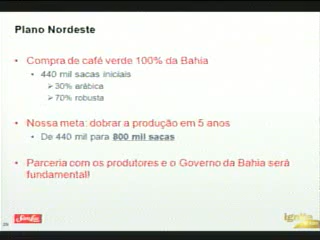 Plano Nordeste
• Compra de café verde 100% da Bahia
• 440 mil sacas iniciais
➢ 30% arábica
➢ 70% robusta
• Nossa meta: dobrar a produção em 5 anos
• De 440 mil para 800 mil sacas
• Parceria com os produtores e o Governo da Bahia será
fundamental!